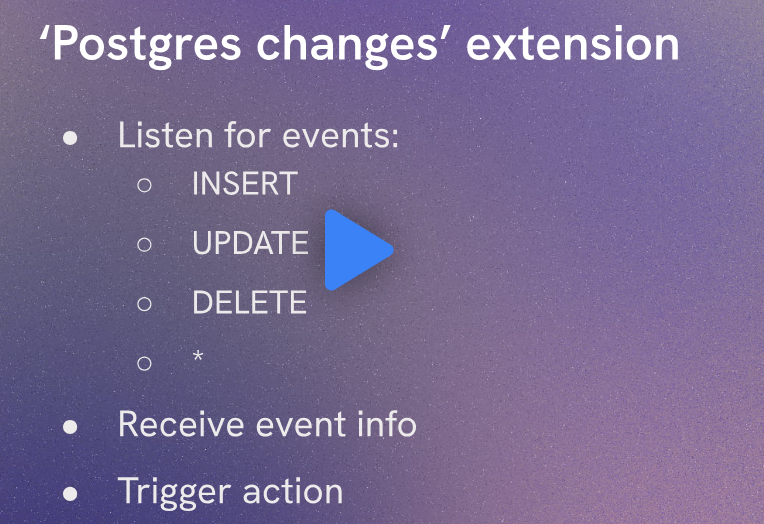 ‘Postgres changes’ extension
● Listen for events:
○ INSERT
○ UPDATE
○ DELETE
○ *
● Receive event info
● Trigger action